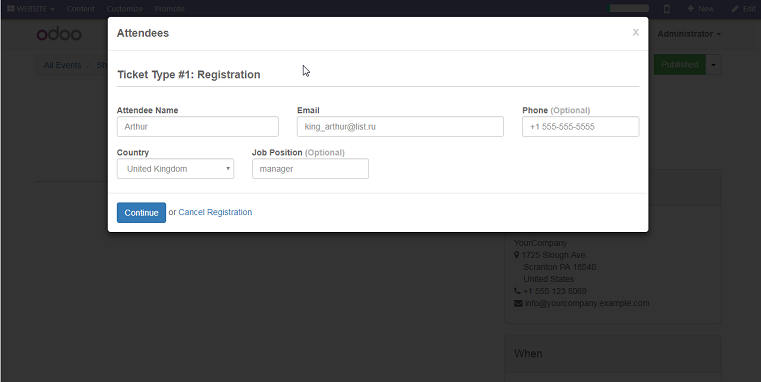 WEBSITE Content Customize Promote New Edit
odoo Administrator
Attendees x
All Events Published
Ticket Type #1: Registration
Attendee Name Email Phone (Optional)
Arthur king_arthur@list.ru +1 555-555-5555
Country Job Position (Optional)
United Kingdom manager
Continue or Cancel Registration
YourCompany
1725 Slough Ave.
Scranton PA 18540
United States
+1 555 123 8069
info@yourcompany.example.com
When